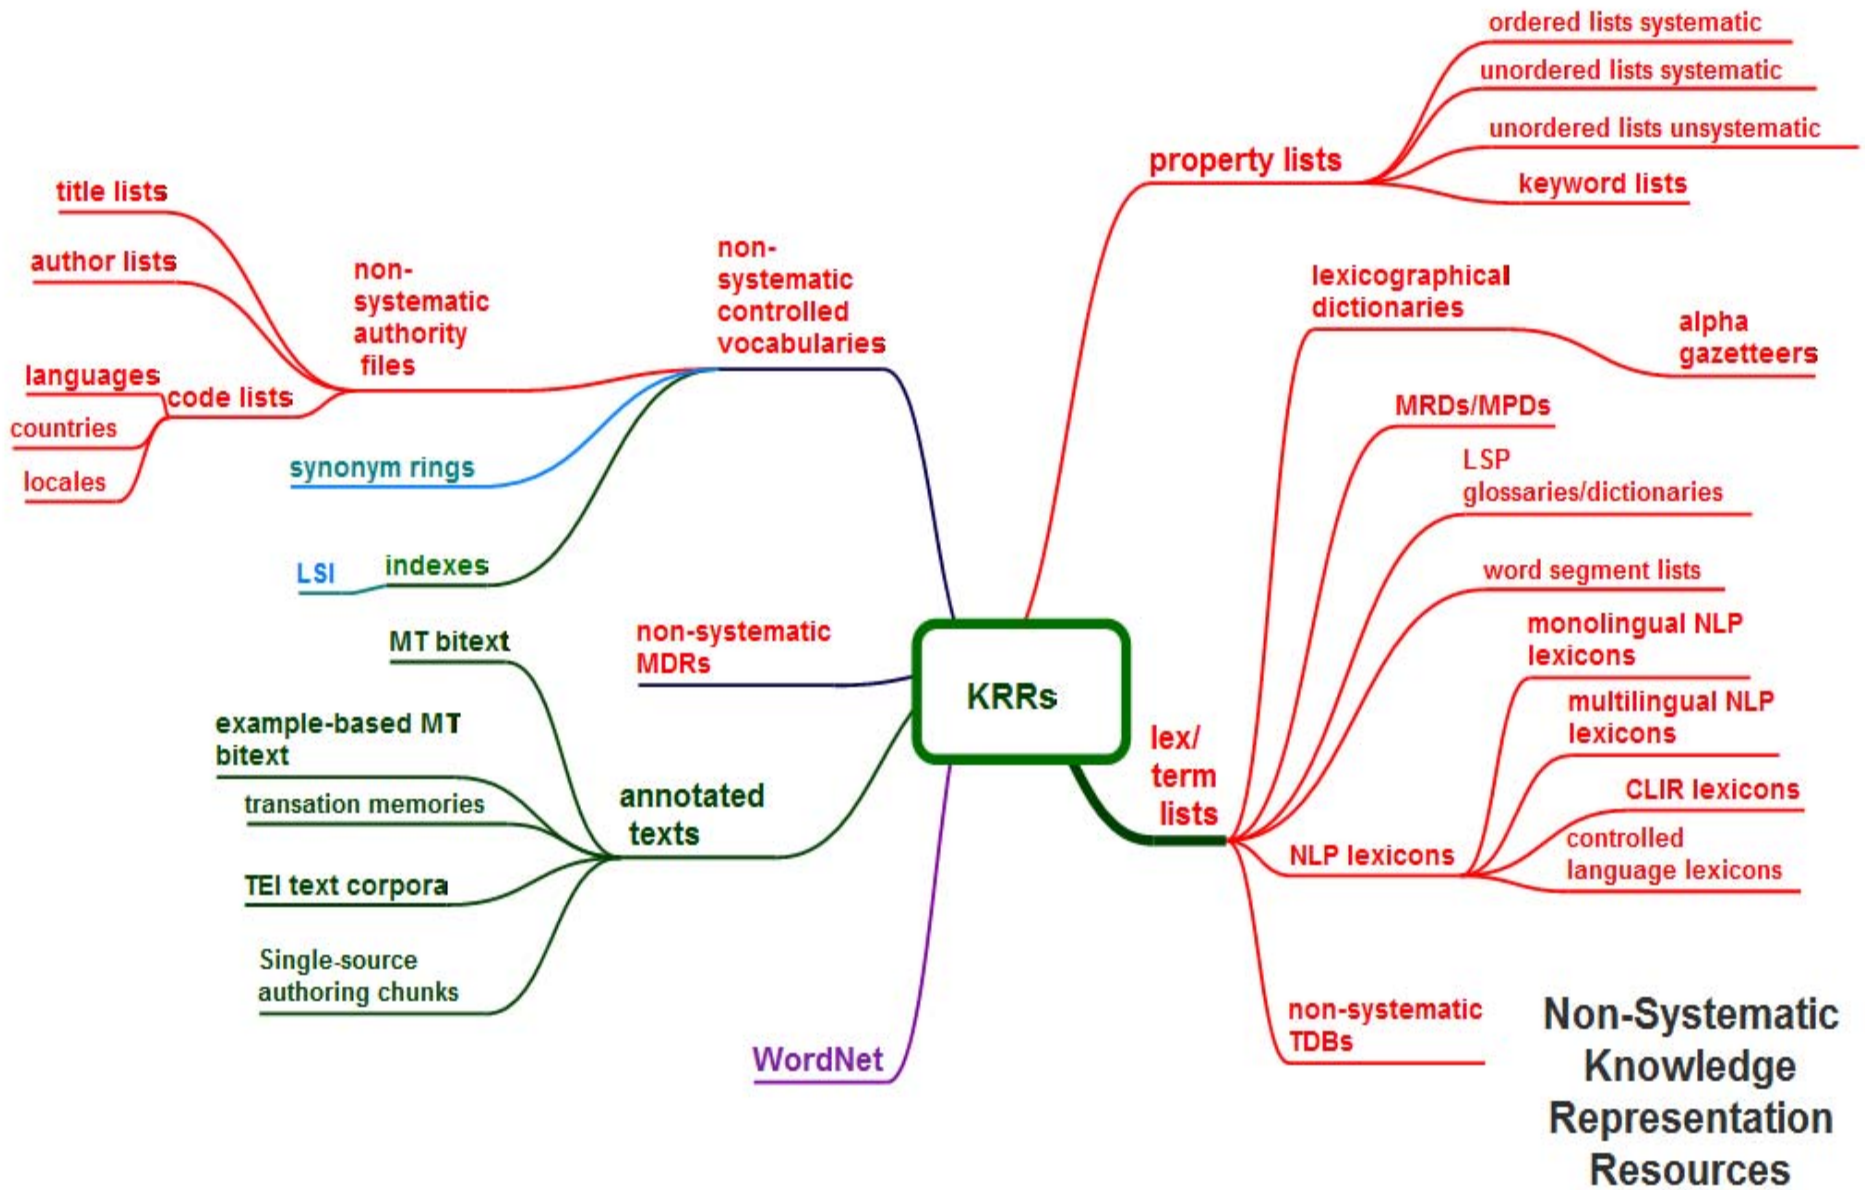 ordered lists systematic
unordered lists systematic
unordered lists unsystematic
property lists
keyword lists
title lists
author lists
non-
systematic
authority
files
languages
code lists
countries
locales
non-
systematic
controlled
vocabularies
synonym rings
LSI
indexes
lexicographical
dictionaries
alpha
gazetteers
MRDs/MPDs
LSP
glossaries/dictionaries
word segment lists
monolingual NLP
lexicons
multilingual NLP
lexicons
CLIR lexicons
controlled
language lexicons
NLP lexicons
lex/
term
lists
non-systematic
TDBs
KRRs
non-systematic
MDRs
MT bitext
example-based MT
bitext
transation memories
annotated
texts
TEI text corpora
Single-source
authoring chunks
WordNet
Non-Systematic
Knowledge
Representation
Resources